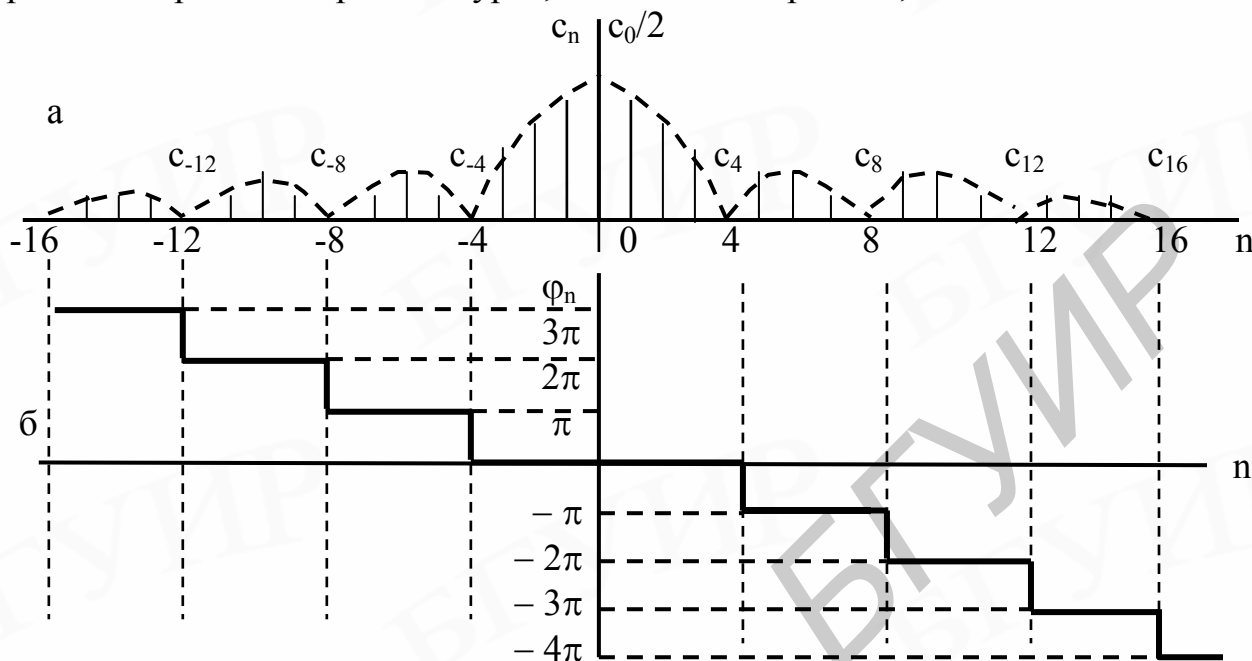 cₙ c₀/2
а
c₋₁₂ c₋₈ c₋₄ c₄ c₈ c₁₂ c₁₆
-16 -12 -8 -4 0 4 8 12 16 n
φₙ
3π
2π
π
б
n
– π
– 2π
– 3π
– 4π
БГУИР